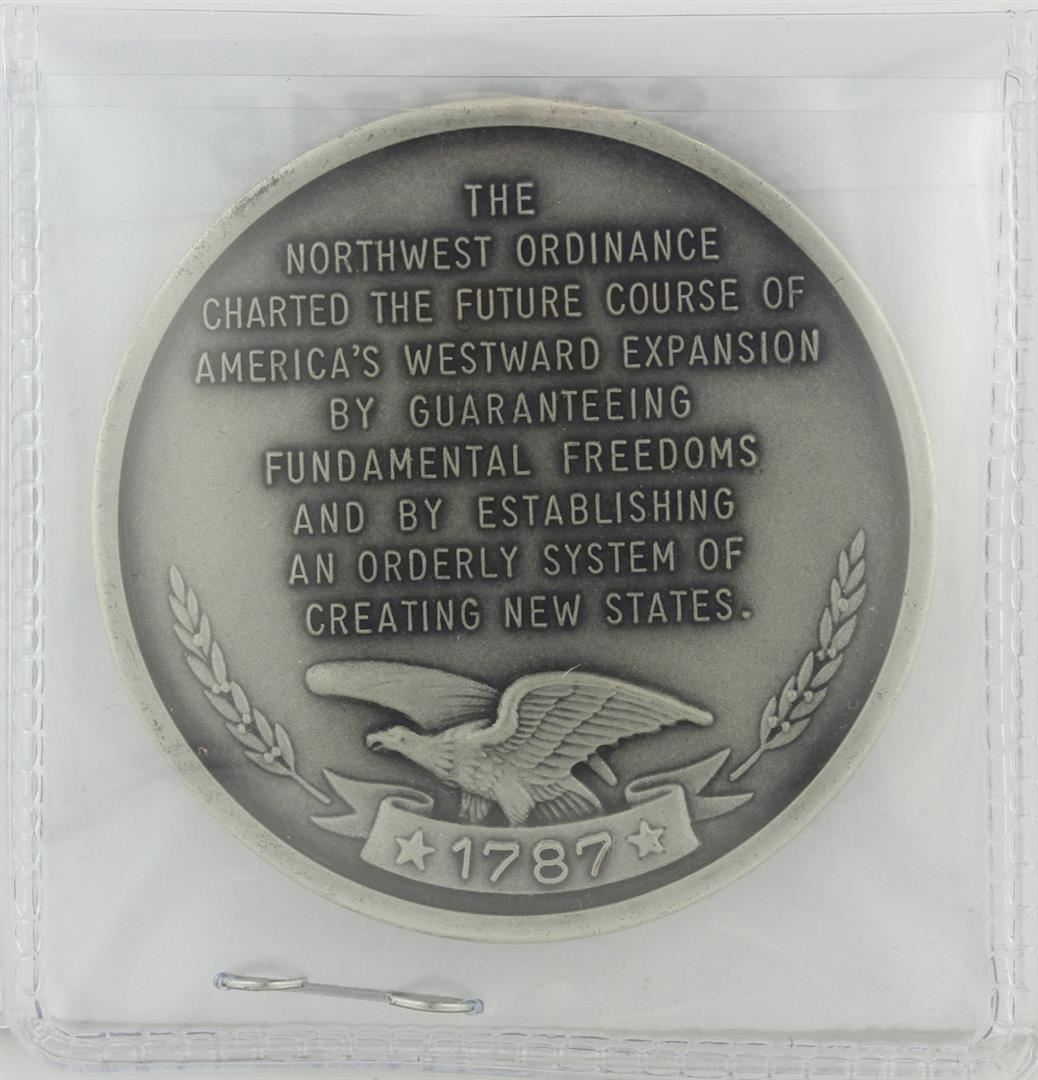 THE
NORTHWEST ORDINANCE
CHARTED THE FUTURE COURSE OF
AMERICA'S WESTWARD EXPANSION
BY GUARANTEEING
FUNDAMENTAL FREEDOMS
AND BY ESTABLISHING
AN ORDERLY SYSTEM OF
CREATING NEW STATES.
1787